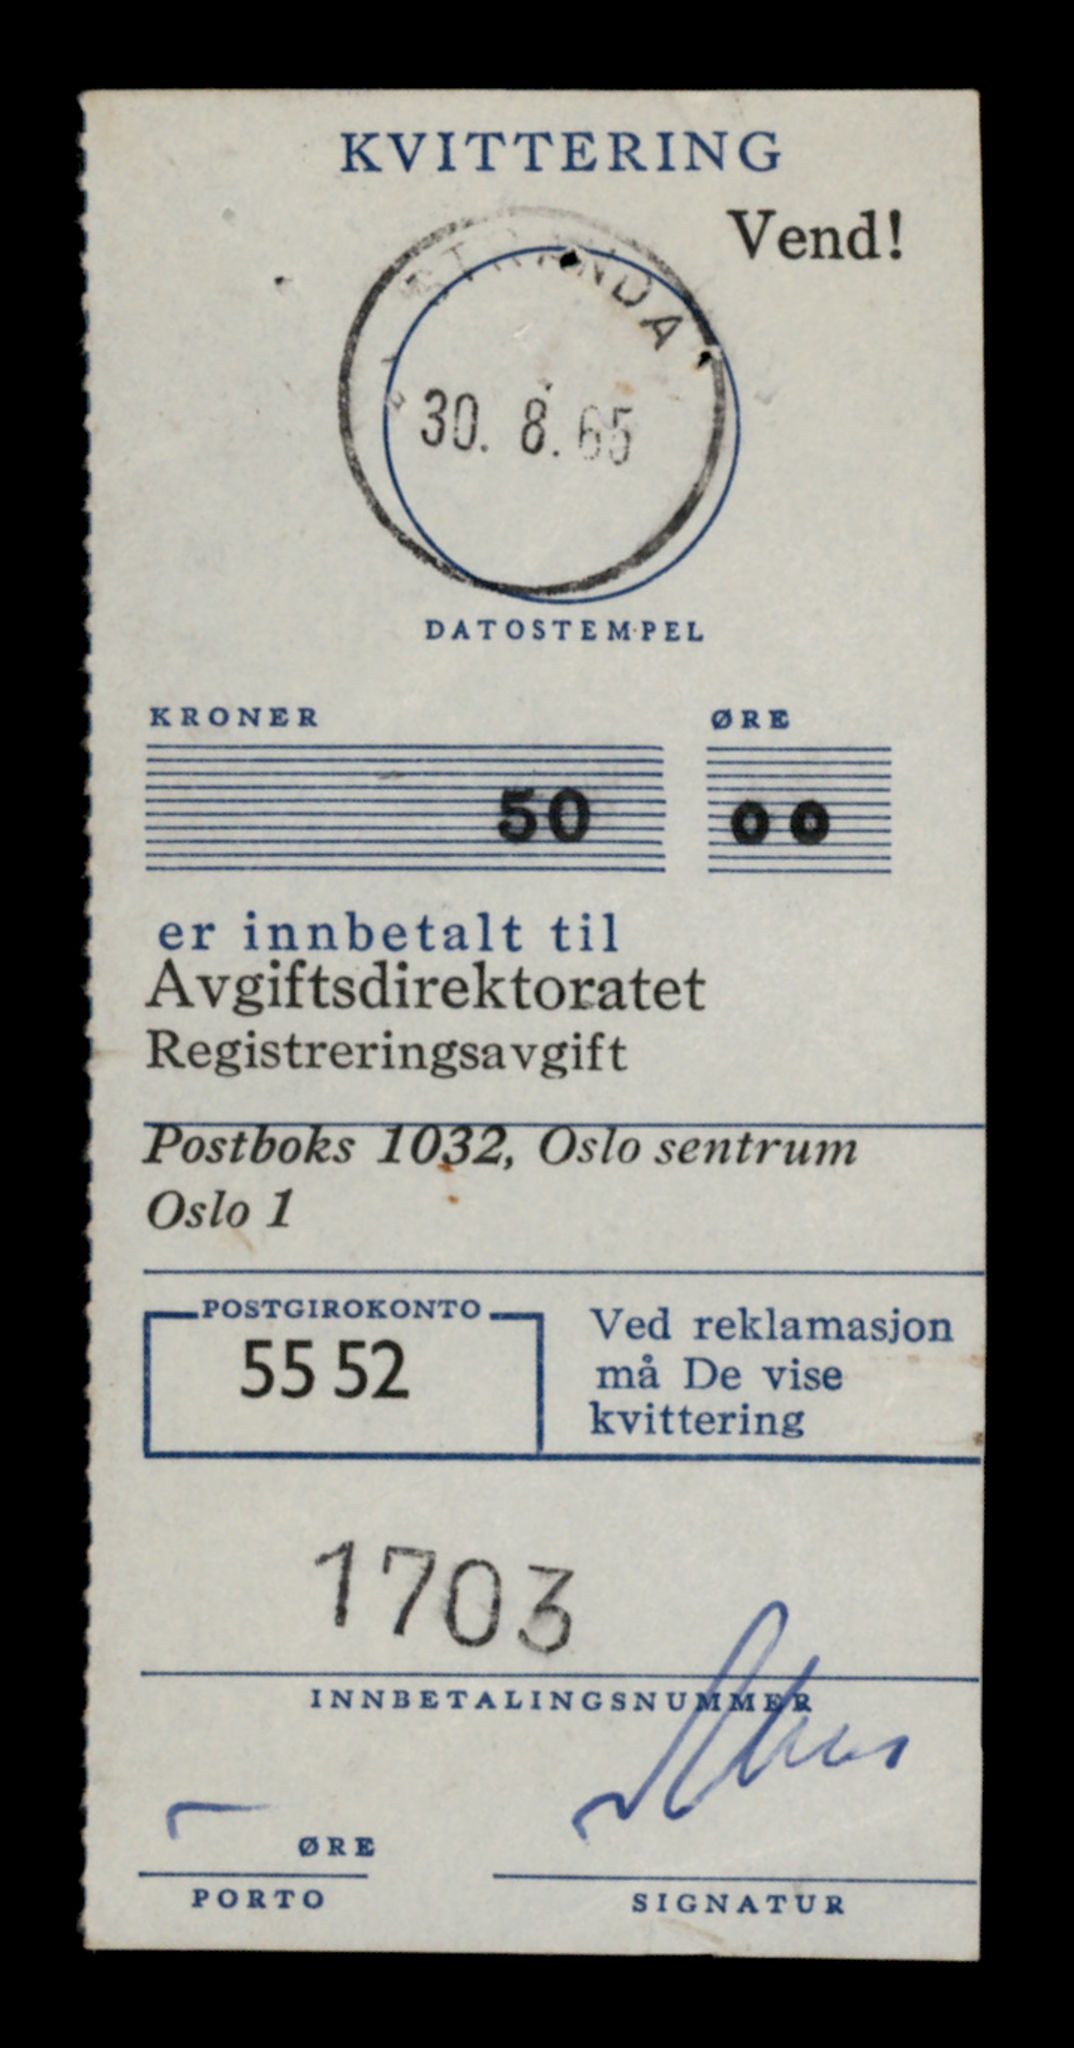 KVITTERING
Vend!
STRANDA
30. 8. 65
DATOSTEMPEL
KRONER ØRE
50 00
er innbetalt til
Avgiftsdirektoratet
Registreringsavgift
Postboks 1032, Oslo sentrum
Oslo 1
POSTGIROKONTO
55 52
Ved reklamasjon
må De vise
kvittering
1703
INNBETALINGSNUMMER
ØRE
PORTO SIGNATUR